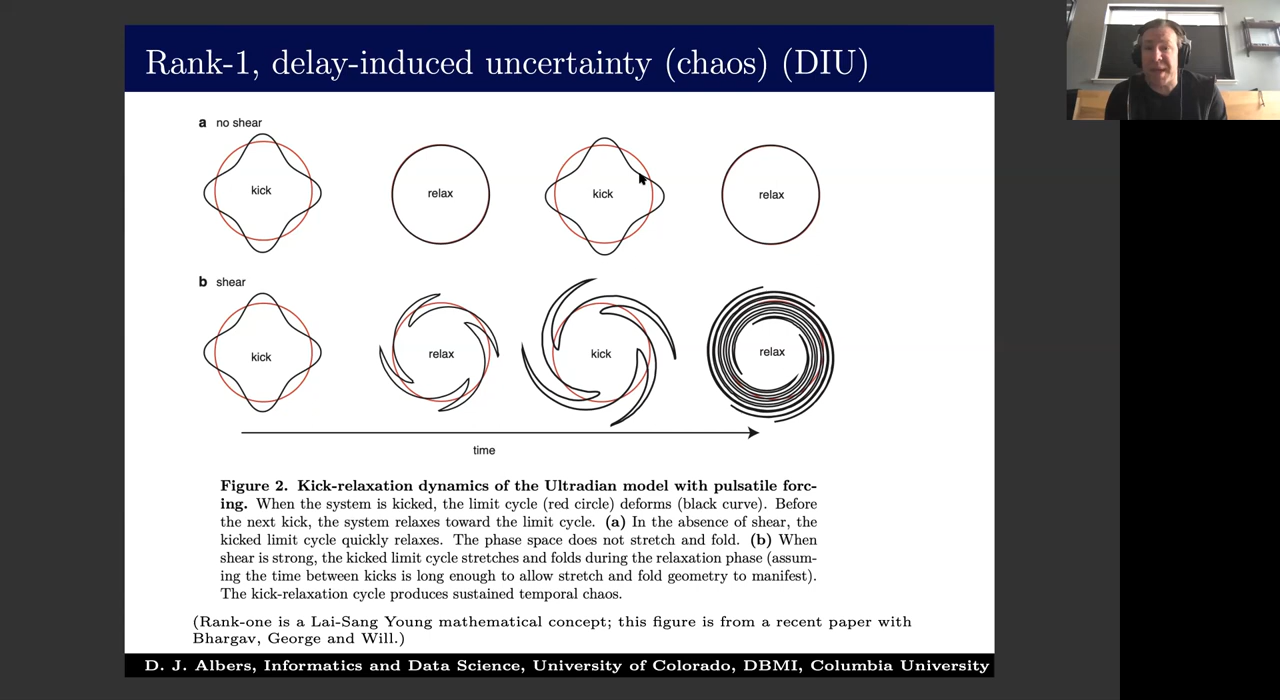 Rank-1, delay-induced uncertainty (chaos) (DIU)
a no shear
kick
relax
kick
relax
b shear
kick
relax
kick
relax
time
Figure 2. Kick-relaxation dynamics of the Ultradian model with pulsatile forc-
ing. When the system is kicked, the limit cycle (red circle) deforms (black curve). Before
the next kick, the system relaxes toward the limit cycle. (a) In the absence of shear, the
kicked limit cycle quickly relaxes. The phase space does not stretch and fold. (b) When
shear is strong, the kicked limit cycle stretches and folds during the relaxation phase (assum-
ing the time between kicks is long enough to allow stretch and fold geometry to manifest).
The kick-relaxation cycle produces sustained temporal chaos.
(Rank-one is a Lai-Sang Young mathematical concept; this figure is from a recent paper with
Bhargav, George and Will.)
D. J. Albers, Informatics and Data Science, University of Colorado, DBMI, Columbia University